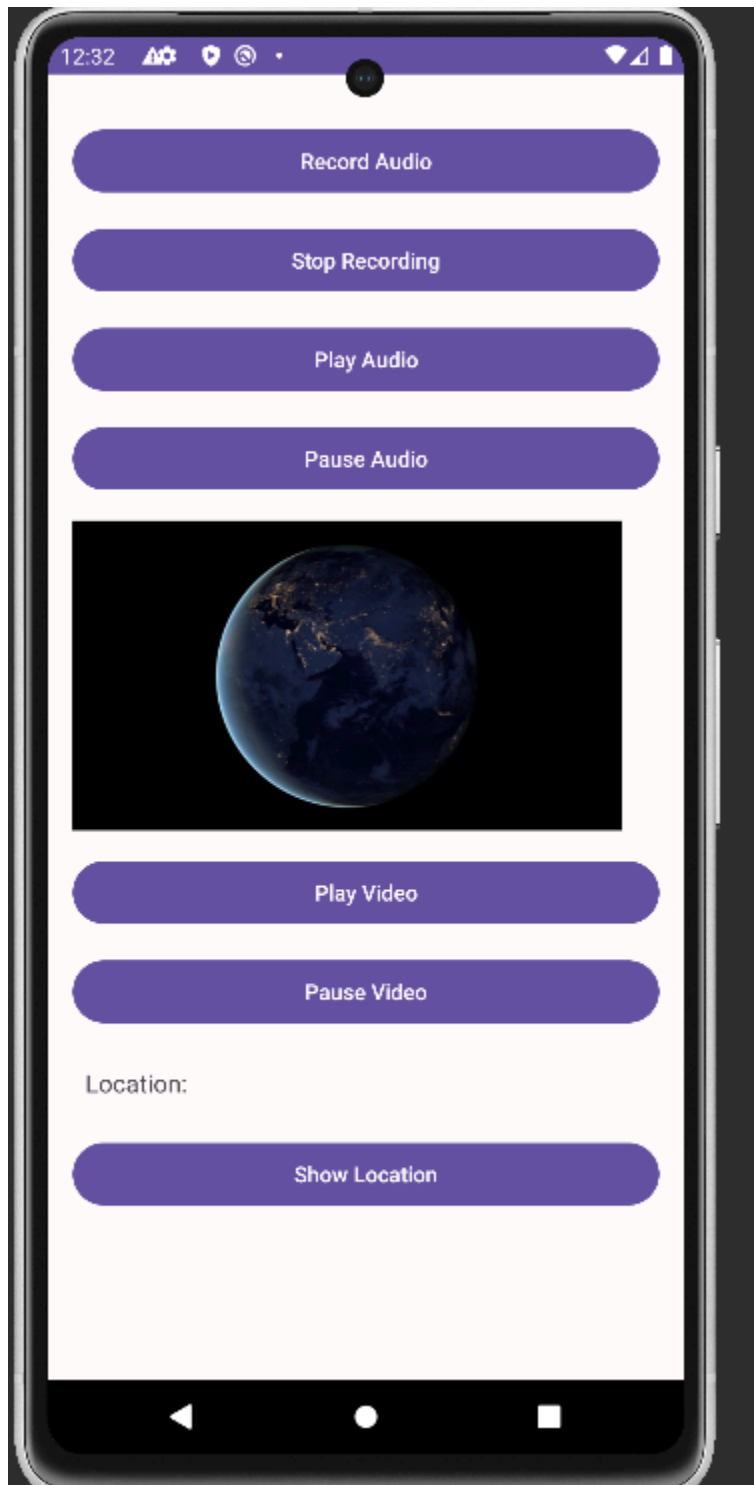 12:32
Record Audio
Stop Recording
Play Audio
Pause Audio
Play Video
Pause Video
Location:
Show Location